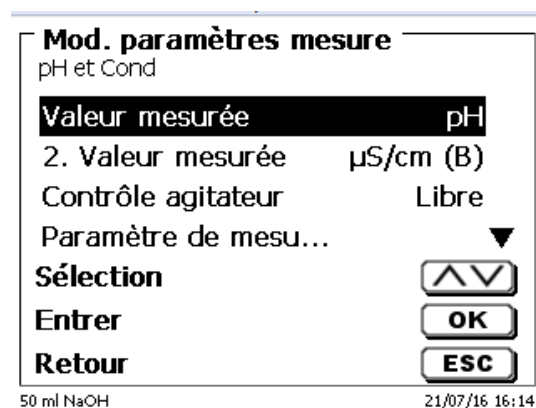 Mod. paramètres mesure
pH et Cond
Valeur mesurée pH
2. Valeur mesurée µS/cm (B)
Contrôle agitateur Libre
Paramètre de mesu...
Sélection
Entrer OK
Retour ESC
50 ml NaOH 21/07/16 16:14